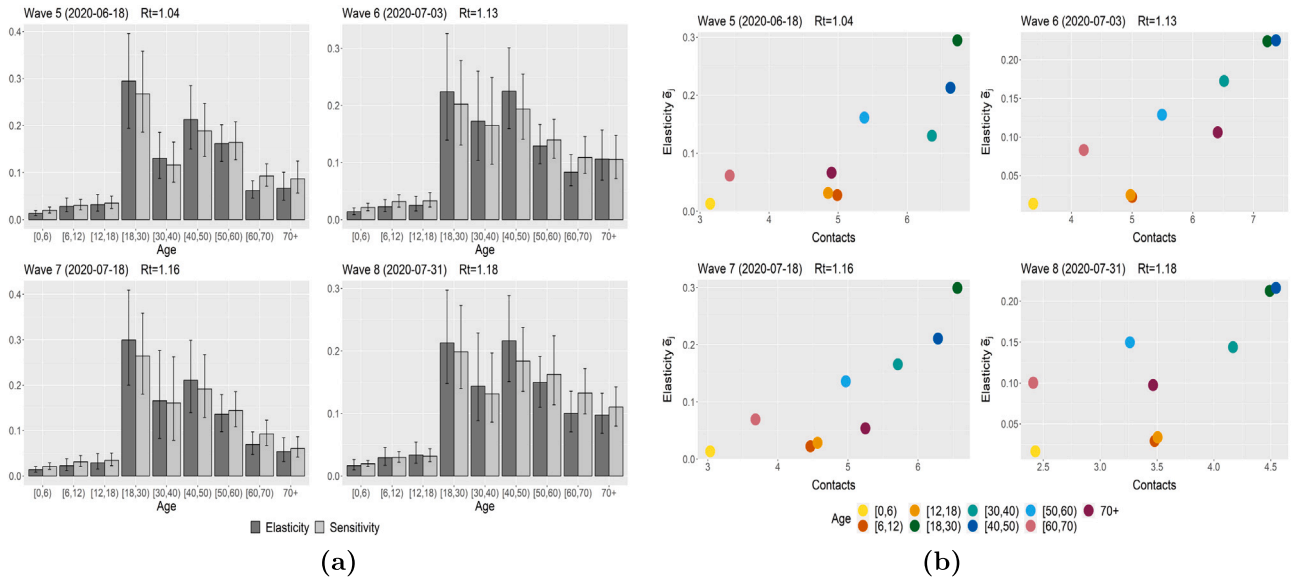 Wave 5 (2020-06-18) Rt=1.04
0.4
0.3
0.2
0.1
0.0
[0,6) [6,12) [12,18) [18,30) [30,40) [40,50) [50,60) [60,70) 70+
Age
Wave 6 (2020-07-03) Rt=1.13
0.3
0.2
0.1
0.0
[0,6) [6,12) [12,18) [18,30) [30,40) [40,50) [50,60) [60,70) 70+
Age
Wave 7 (2020-07-18) Rt=1.16
0.4
0.3
0.2
0.1
0.0
[0,6) [6,12) [12,18) [18,30) [30,40) [40,50) [50,60) [60,70) 70+
Age
Wave 8 (2020-07-31) Rt=1.18
0.3
0.2
0.1
0.0
[0,6) [6,12) [12,18) [18,30) [30,40) [40,50) [50,60) [60,70) 70+
Age
Elasticity Sensitivity
(a)
Wave 5 (2020-06-18) Rt=1.04
Elasticity ẽj
0.3
0.2
0.1
0.0
3 4 5 6
Contacts
Wave 6 (2020-07-03) Rt=1.13
Elasticity ẽj
0.20
0.15
0.10
0.05
4 5 6 7
Contacts
Wave 7 (2020-07-18) Rt=1.16
Elasticity ẽj
0.3
0.2
0.1
0.0
3 4 5 6
Contacts
Wave 8 (2020-07-31) Rt=1.18
Elasticity ẽj
0.20
0.15
0.10
0.05
2.5 3.0 3.5 4.0 4.5
Contacts
Age [0,6) [12,18) [30,40) [50,60) 70+
[6,12) [18,30) [40,50) [60,70)
(b)